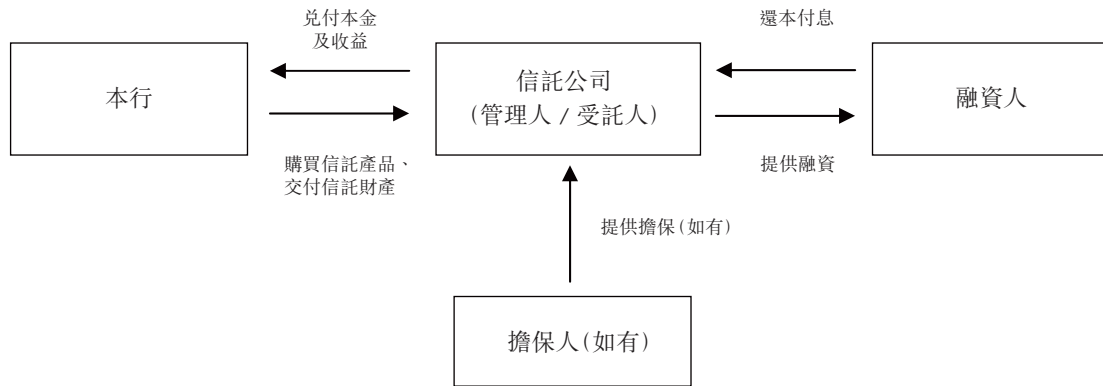 兑付本金
及收益
還本付息
本行
信託公司
(管理人 / 受託人)
融資人
購買信託產品、
交付信託財產
提供融資
提供擔保(如有)
擔保人(如有)